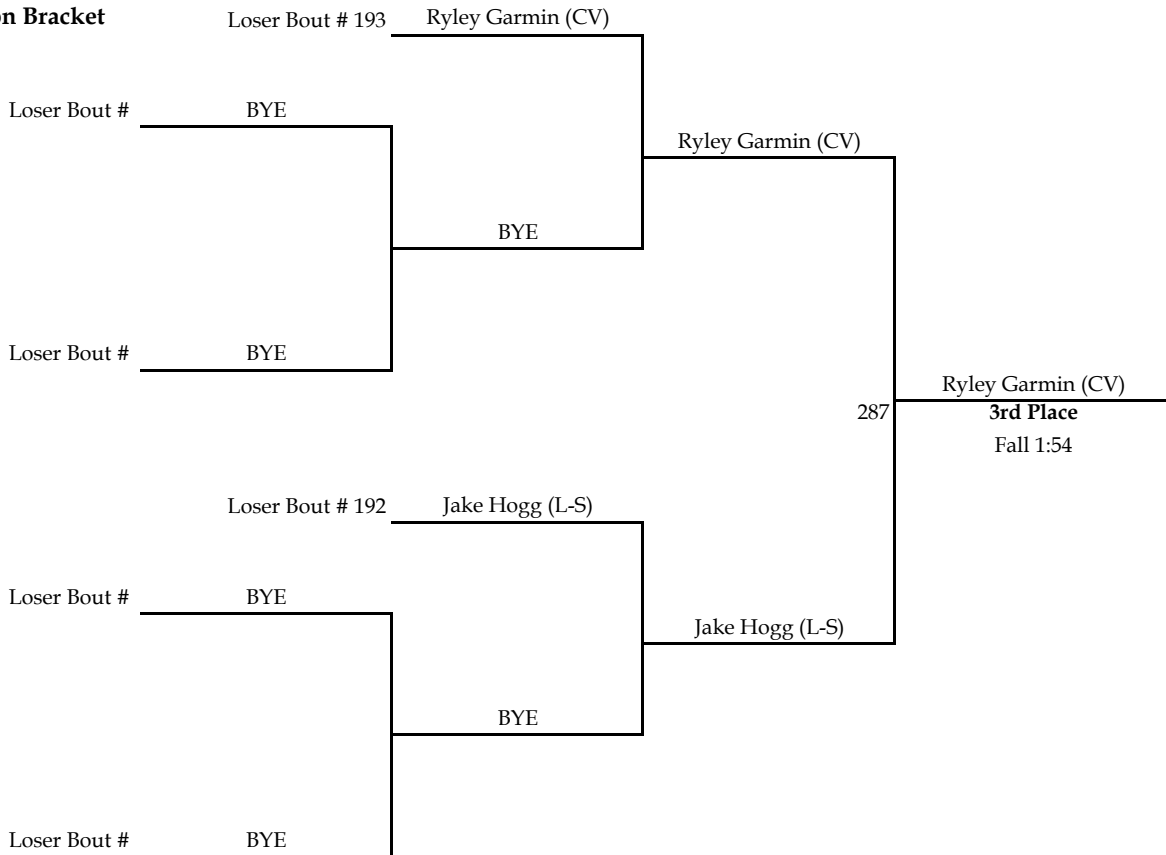 on Bracket
Loser Bout # 193 Ryley Garmin (CV)
Loser Bout # BYE
Ryley Garmin (CV)
BYE
Loser Bout # BYE
Ryley Garmin (CV)
287 3rd Place
Fall 1:54
Loser Bout # 192 Jake Hogg (L-S)
Loser Bout # BYE
Jake Hogg (L-S)
BYE
Loser Bout # BYE